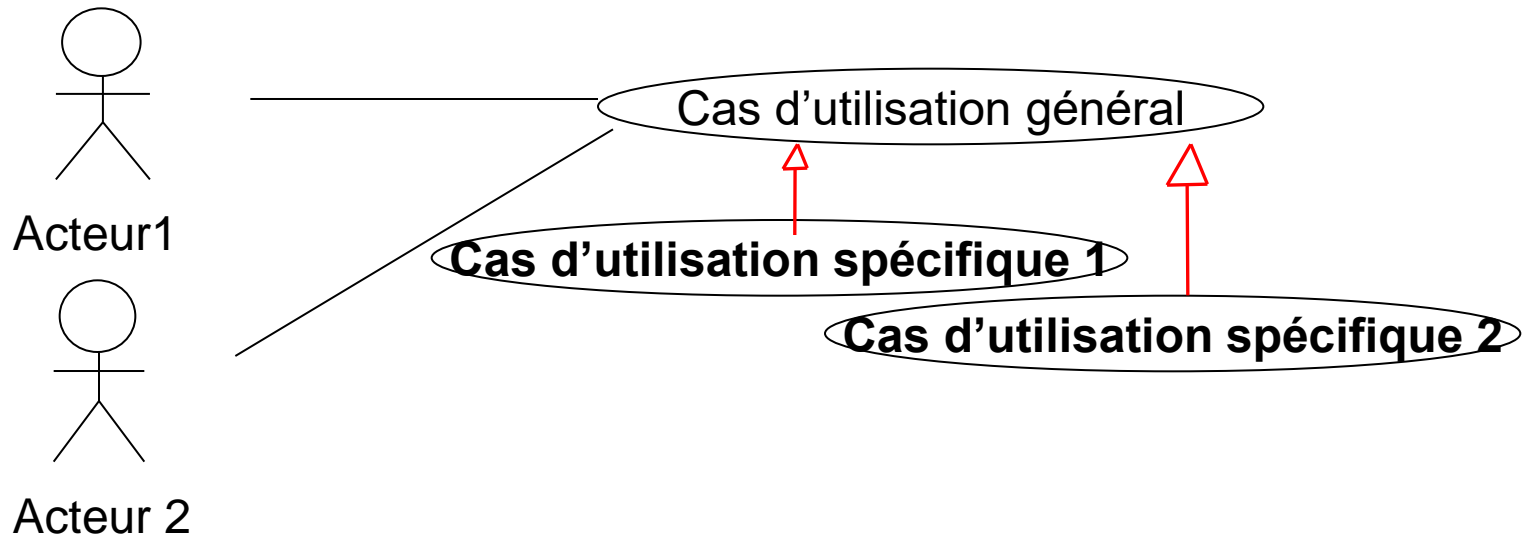 Cas d’utilisation général
Acteur1
Cas d’utilisation spécifique 1
Cas d’utilisation spécifique 2
Acteur 2